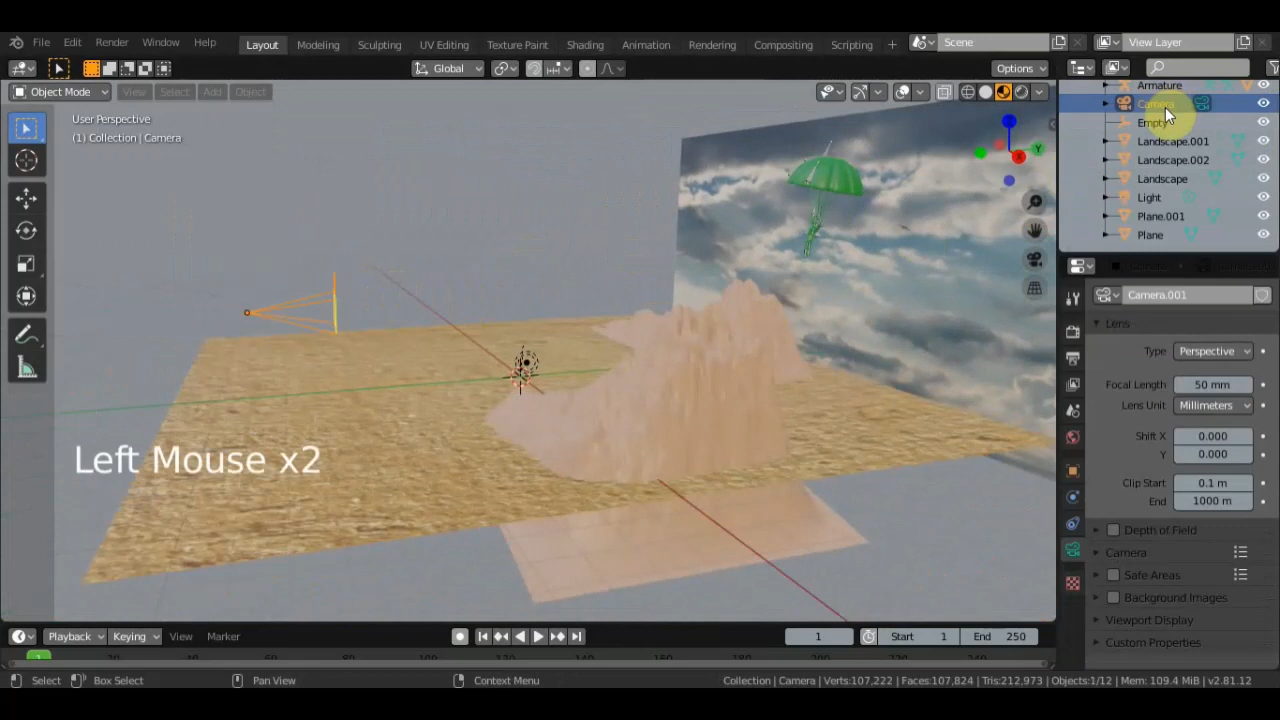 File Edit Render Window Help Layout Modeling Sculpting UV Editing Texture Paint Shading Animation Rendering Compositing Scripting + Scene View Layer
Global Options
Object Mode View Select Add Object
User Perspective
(1) Collection | Camera
Z
Y
X
Left Mouse x2
Armature
Camera
Empty
Landscape.001
Landscape.002
Landscape
Light
Plane.001
Plane
Camera.001
Lens
Type Perspective
Focal Length 50 mm
Lens Unit Millimeters
Shift X 0.000
Y 0.000
Clip Start 0.1 m
End 1000 m
Depth of Field
Camera
Safe Areas
Background Images
Viewport Display
Custom Properties
Playback Keying View Marker 1 Start 1 End 250
1
Select Box Select Pan View Context Menu Collection | Camera | Verts:107,222 | Faces:107,824 | Tris:212,973 | Objects:1/12 | Mem: 109.4 MiB | v2.81.12